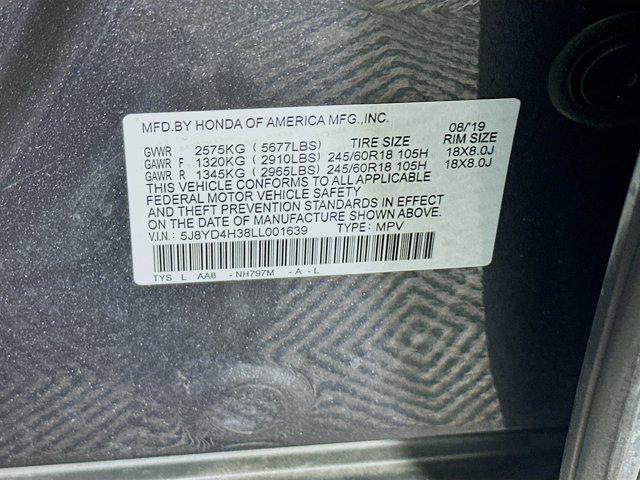 MFD.BY HONDA OF AMERICA MFG.,INC. 08/'19
GVWR 2575KG (5677LBS) TIRE SIZE RIM SIZE
GAWR F 1320KG (2910LBS) 245/60R18 105H 18X8.0J
GAWR R 1345KG (2965LBS) 245/60R18 105H 18X8.0J
THIS VEHICLE CONFORMS TO ALL APPLICABLE
FEDERAL MOTOR VEHICLE SAFETY
AND THEFT PREVENTION STANDARDS IN EFFECT
ON THE DATE OF MANUFACTURE SHOWN ABOVE.
V.I.N.: 5J8YD4H38LL001639 TYPE: MPV
TYS L AA8 - NH797M - A - L